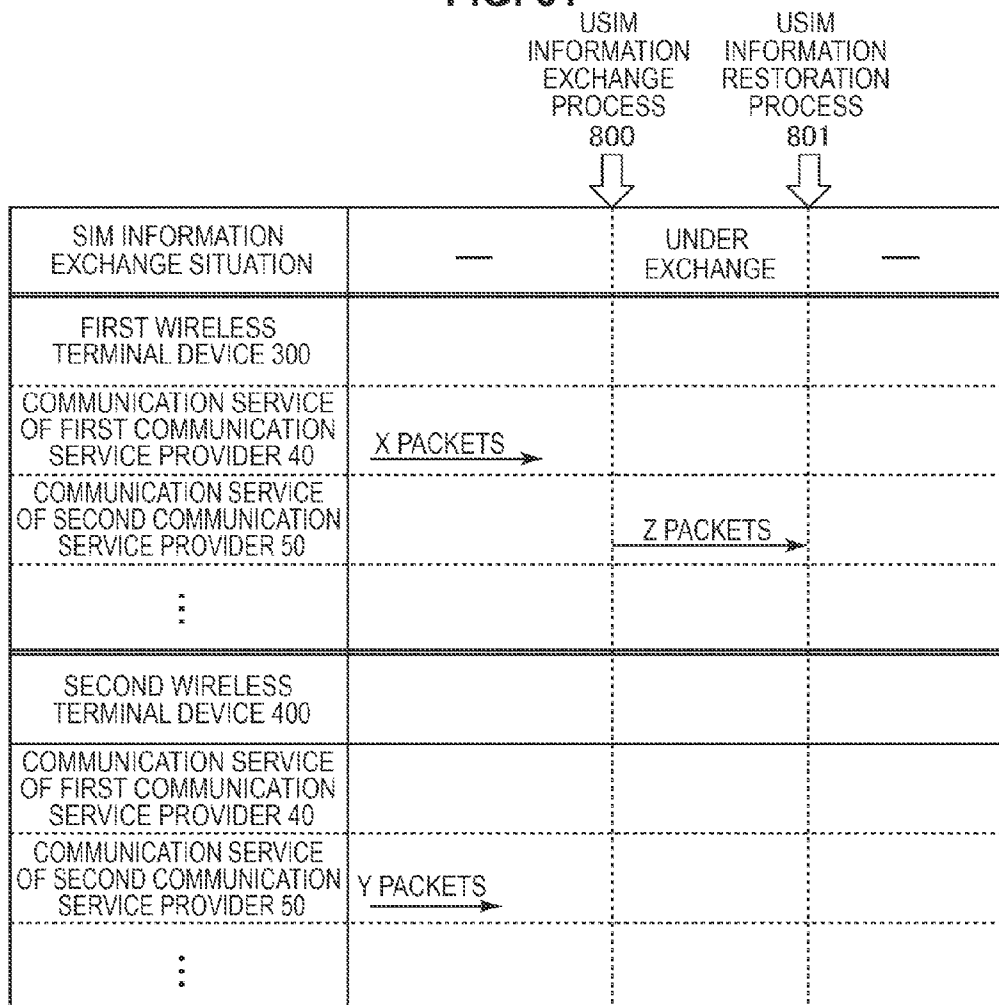 USIM
INFORMATION
EXCHANGE
PROCESS
800
USIM
INFORMATION
RESTORATION
PROCESS
801
SIM INFORMATION
EXCHANGE SITUATION
—
UNDER
EXCHANGE
—
FIRST WIRELESS
TERMINAL DEVICE 300
COMMUNICATION SERVICE
OF FIRST COMMUNICATION
SERVICE PROVIDER 40
X PACKETS
COMMUNICATION SERVICE
OF SECOND COMMUNICATION
SERVICE PROVIDER 50
Z PACKETS
SECOND WIRELESS
TERMINAL DEVICE 400
COMMUNICATION SERVICE
OF FIRST COMMUNICATION
SERVICE PROVIDER 40
COMMUNICATION SERVICE
OF SECOND COMMUNICATION
SERVICE PROVIDER 50
Y PACKETS